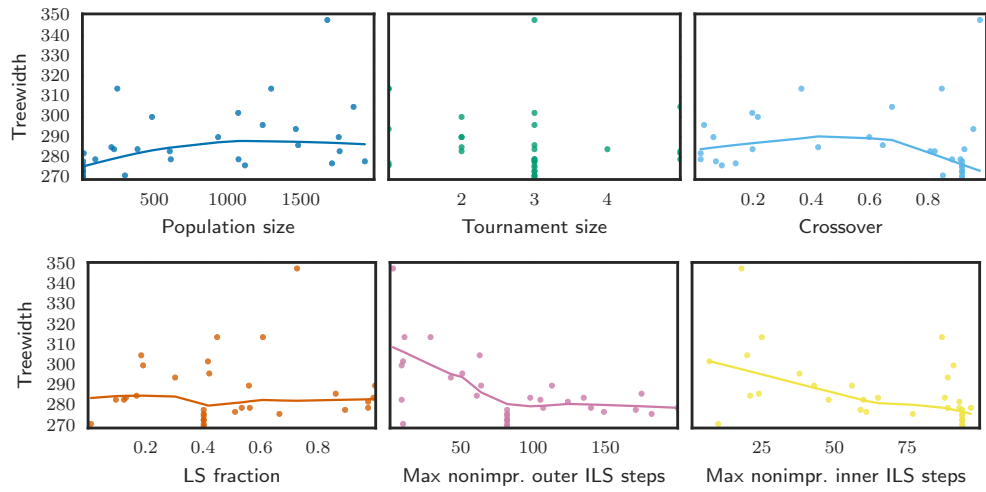 350
340
330
320
310
300
290
280
270
Treewidth
500 1000 1500
Population size
2 3 4
Tournament size
0.2 0.4 0.6 0.8
Crossover
350
340
330
320
310
300
290
280
270
Treewidth
0.2 0.4 0.6 0.8
LS fraction
50 100 150
Max nonimpr. outer ILS steps
25 50 75
Max nonimpr. inner ILS steps